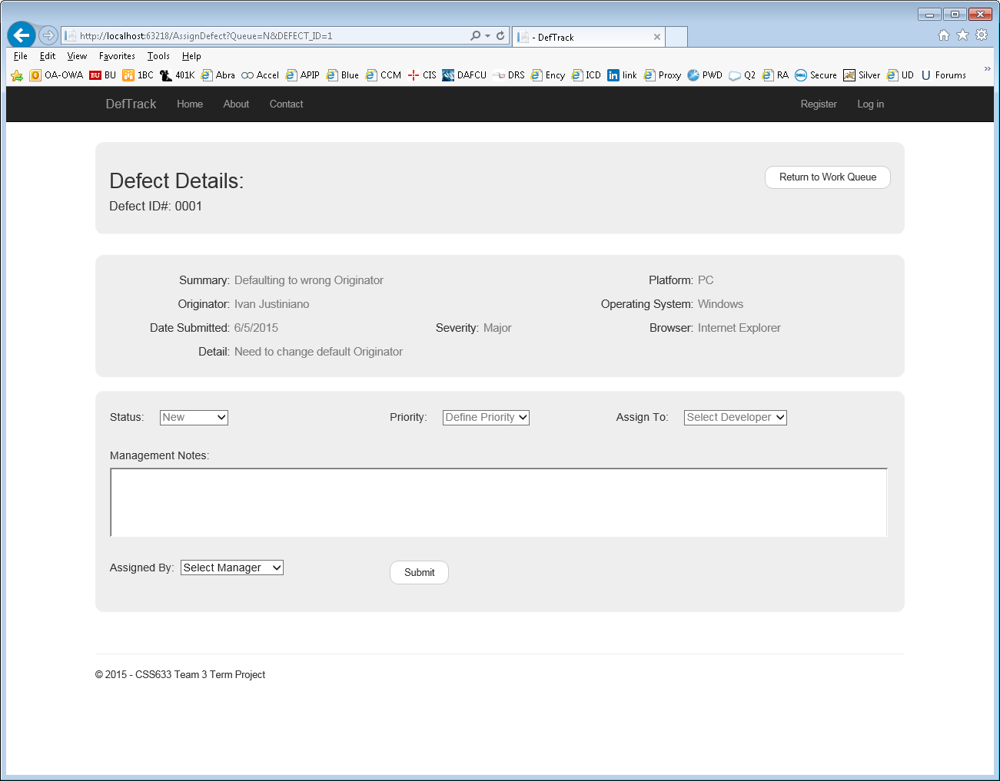 http://localhost:63218/AssignDefect?Queue=N&DEFECT_ID=1
- DefTrack
File Edit View Favorites Tools Help
OA-OWA BU BU 1BC 401K Abra Accel APIP Blue CCM CIS DAFCU DRS Ency ICD in link Proxy PWD Q2 RA DELL Secure Silver UD U Forums »
DefTrack Home About Contact Register Log in
Defect Details:
Return to Work Queue
Defect ID#: 0001
Summary: Defaulting to wrong Originator Platform: PC
Originator: Ivan Justiniano Operating System: Windows
Date Submitted: 6/5/2015 Severity: Major Browser: Internet Explorer
Detail: Need to change default Originator
Status: New Priority: Define Priority Assign To: Select Developer
Management Notes:
Assigned By: Select Manager Submit
© 2015 - CSS633 Team 3 Term Project